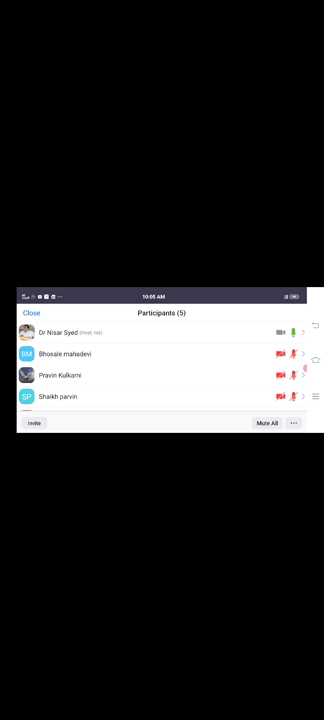 10:05 AM
Close
Participants (5)
Dr Nisar Syed (Host, me)
BM
Bhosale mahadevi
Pravin Kulkarni
SP
Shaikh parvin
Invite
Mute All